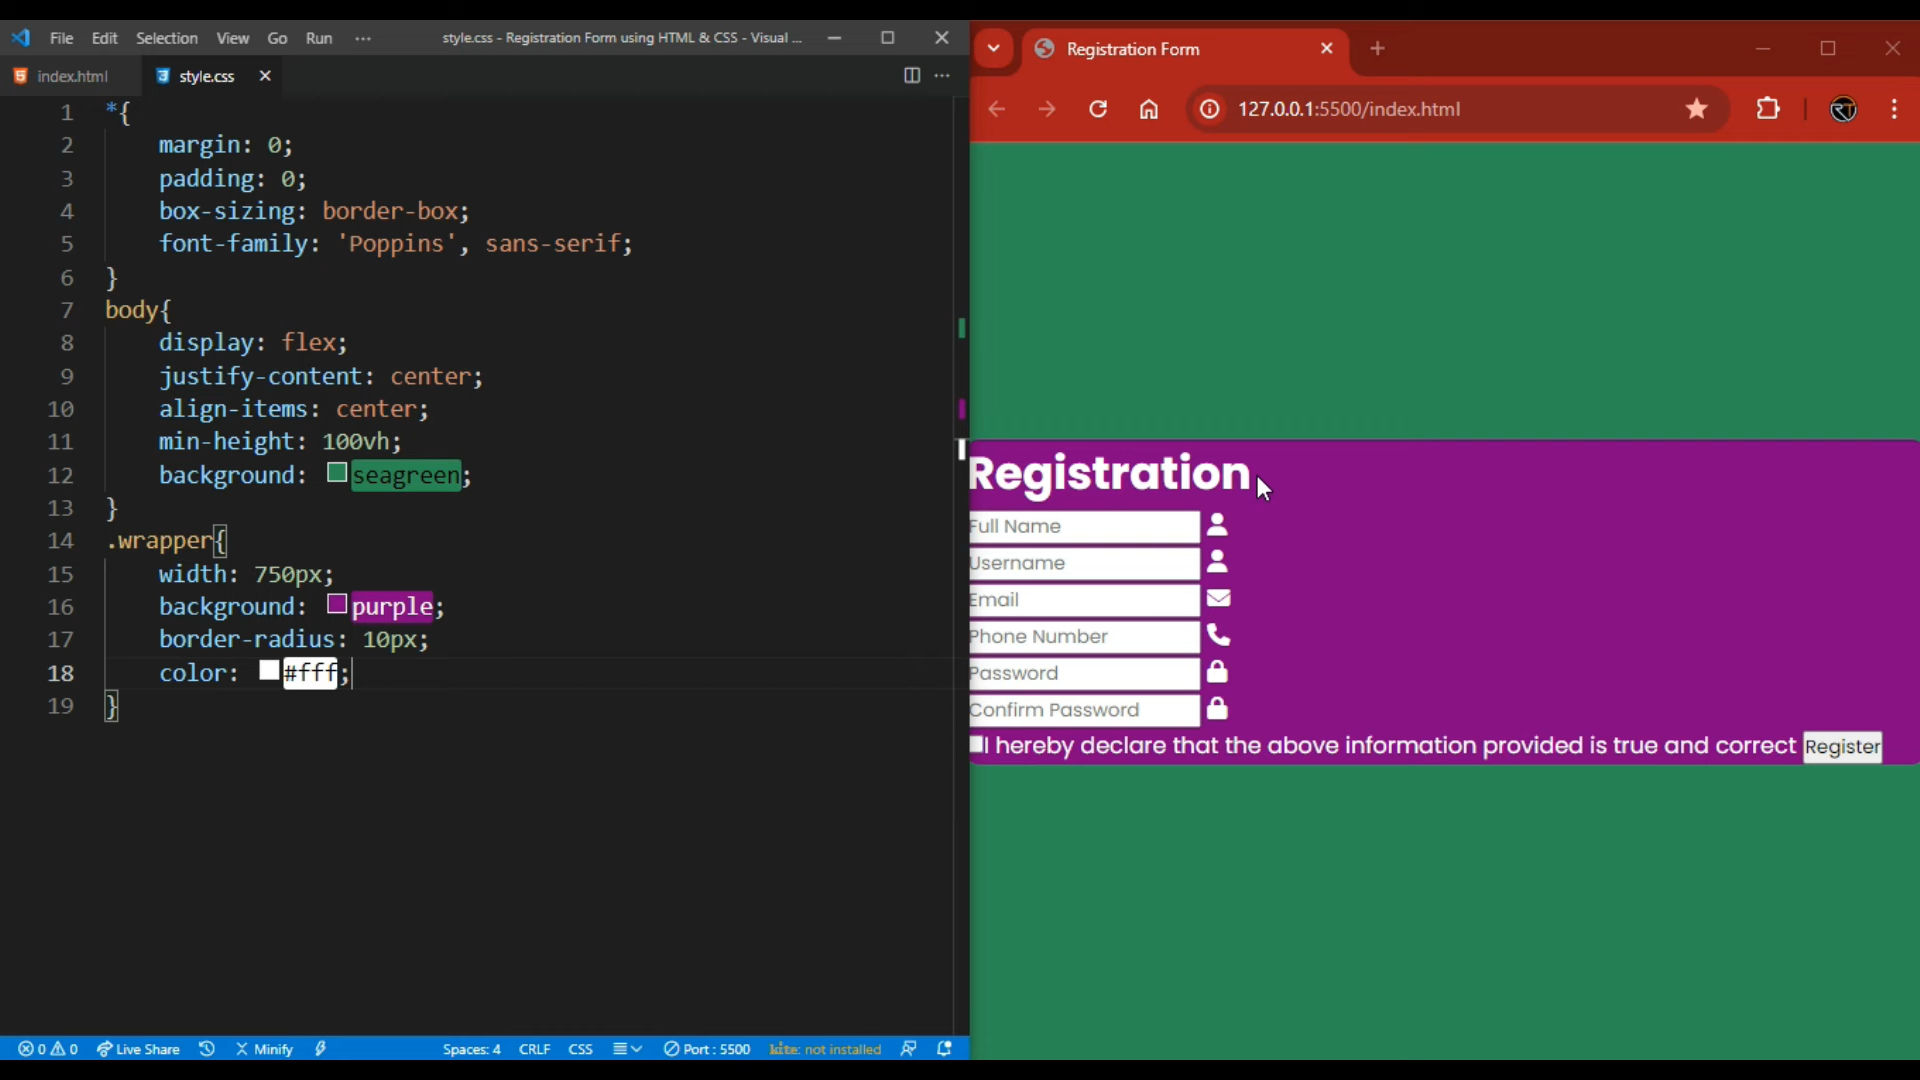 File Edit Selection View Go Run ··· style.css - Registration Form using HTML & CSS - Visual ...
index.html style.css
1 *{
2 margin: 0;
3 padding: 0;
4 box-sizing: border-box;
5 font-family: 'Poppins', sans-serif;
6 }
7 body{
8 display: flex;
9 justify-content: center;
10 align-items: center;
11 min-height: 100vh;
12 background: seagreen;
13 }
14 .wrapper{
15 width: 750px;
16 background: purple;
17 border-radius: 10px;
18 color: #fff;
19 }
0 0 Live Share Minify Spaces: 4 CRLF CSS Port : 5500 kite: not installed
Registration Form
127.0.0.1:5500/index.html
RT
Registration
Full Name
Username
Email
Phone Number
Password
Confirm Password
I hereby declare that the above information provided is true and correct Register